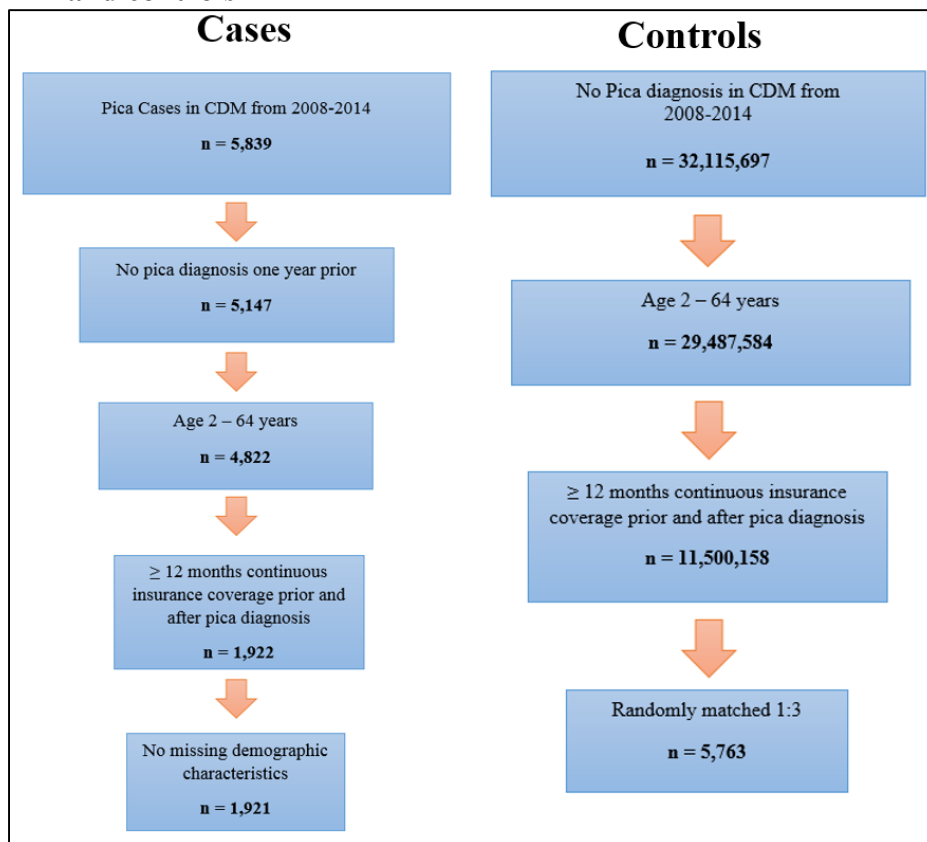 Cases
Pica Cases in CDM from 2008-2014
n = 5,839
No pica diagnosis one year prior
n = 5,147
Age 2 – 64 years
n = 4,822
≥ 12 months continuous
insurance coverage prior and
after pica diagnosis
n = 1,922
No missing demographic
characteristics
n = 1,921
Controls
No Pica diagnosis in CDM from
2008-2014
n = 32,115,697
Age 2 – 64 years
n = 29,487,584
≥ 12 months continuous insurance
coverage prior and after pica diagnosis
n = 11,500,158
Randomly matched 1:3
n = 5,763